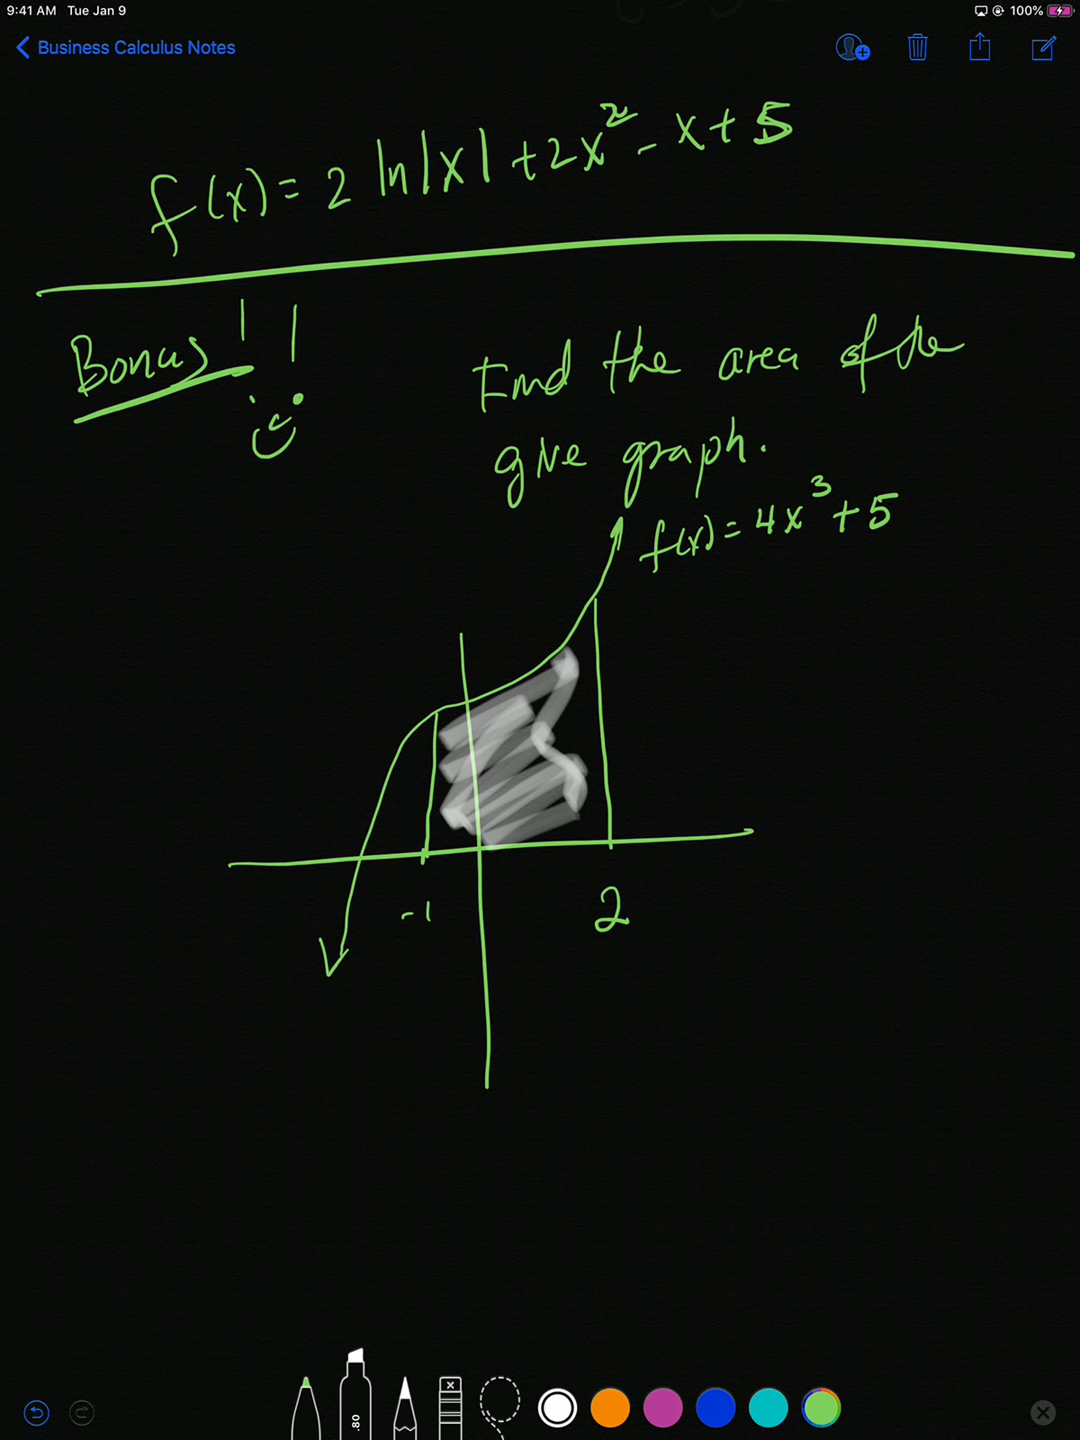 9:41 AM Tue Jan 9
100%
Business Calculus Notes
f(x) = 2 ln|x| + 2x² - x + 5
Bonus!!
Find the area of the
give graph.
f(x) = 4x³ + 5
-1
2
.80